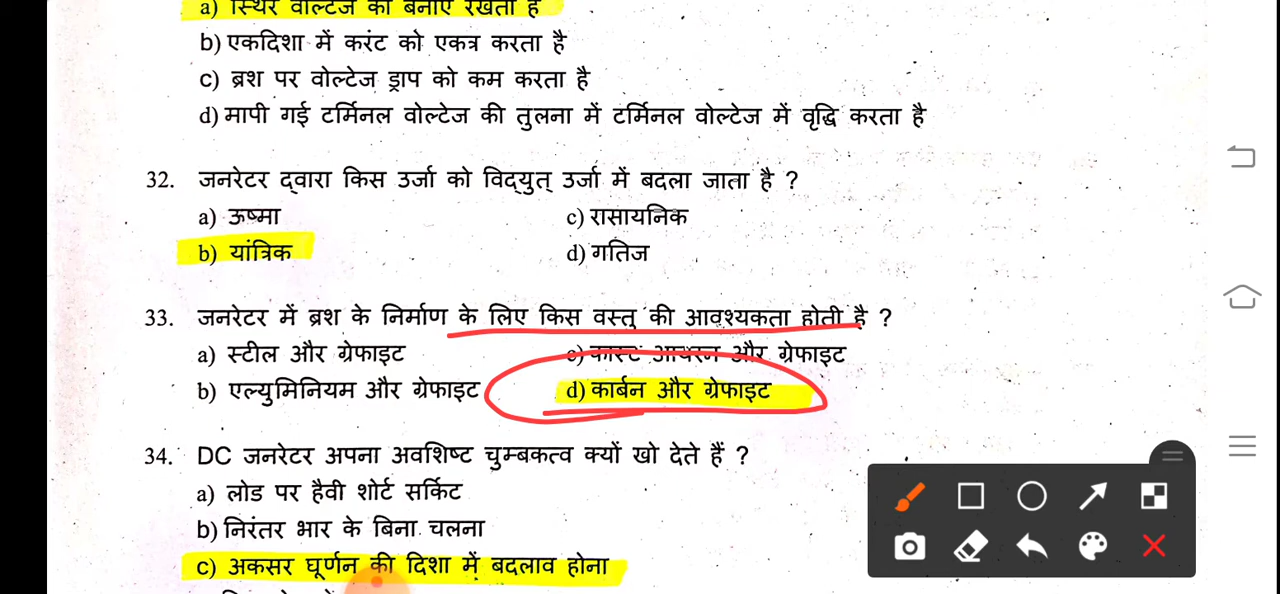 a) स्थिर वोल्टेज को बनाए रखता है
b) एकदिशा में करंट को एकत्र करता है
c) ब्रश पर वोल्टेज ड्राप को कम करता है
d) मापी गई टर्मिनल वोल्टेज की तुलना में टर्मिनल वोल्टेज में वृद्धि करता है
32. जनरेटर द्वारा किस उर्जा को विद्युत् उर्जा में बदला जाता है ?
a) ऊष्मा c) रासायनिक
b) यांत्रिक d) गतिज
33. जनरेटर में ब्रश के निर्माण के लिए किस वस्तु की आवश्यकता होती है ?
a) स्टील और ग्रेफाइट c) कास्ट आयरन और ग्रेफाइट
b) एल्युमिनियम और ग्रेफाइट d) कार्बन और ग्रेफाइट
34. DC जनरेटर अपना अवशिष्ट चुम्बकत्व क्यों खो देते हैं ?
a) लोड पर हैवी शोर्ट सर्किट
b) निरंतर भार के बिना चलना
c) अकसर घूर्णन की दिशा में बदलाव होना